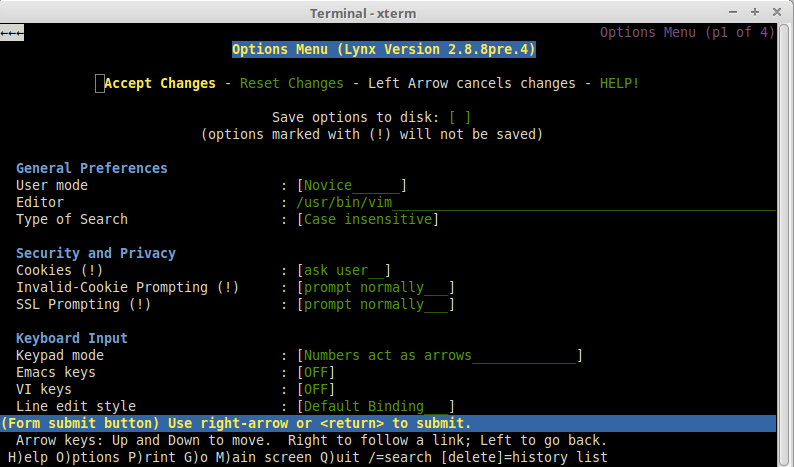 Terminal - xterm
←←← Options Menu (p1 of 4)
Options Menu (Lynx Version 2.8.8pre.4)
Accept Changes - Reset Changes - Left Arrow cancels changes - HELP!
Save options to disk: [ ]
(options marked with (!) will not be saved)
General Preferences
User mode : [Novice______]
Editor : /usr/bin/vim________________________________________________
Type of Search : [Case insensitive]
Security and Privacy
Cookies (!) : [ask user__]
Invalid-Cookie Prompting (!) : [prompt normally___]
SSL Prompting (!) : [prompt normally___]
Keyboard Input
Keypad mode : [Numbers act as arrows_____________]
Emacs keys : [OFF]
VI keys : [OFF]
Line edit style : [Default Binding___]
(Form submit button) Use right-arrow or <return> to submit.
Arrow keys: Up and Down to move. Right to follow a link; Left to go back.
H)elp O)ptions P)rint G)o M)ain screen Q)uit /=search [delete]=history list